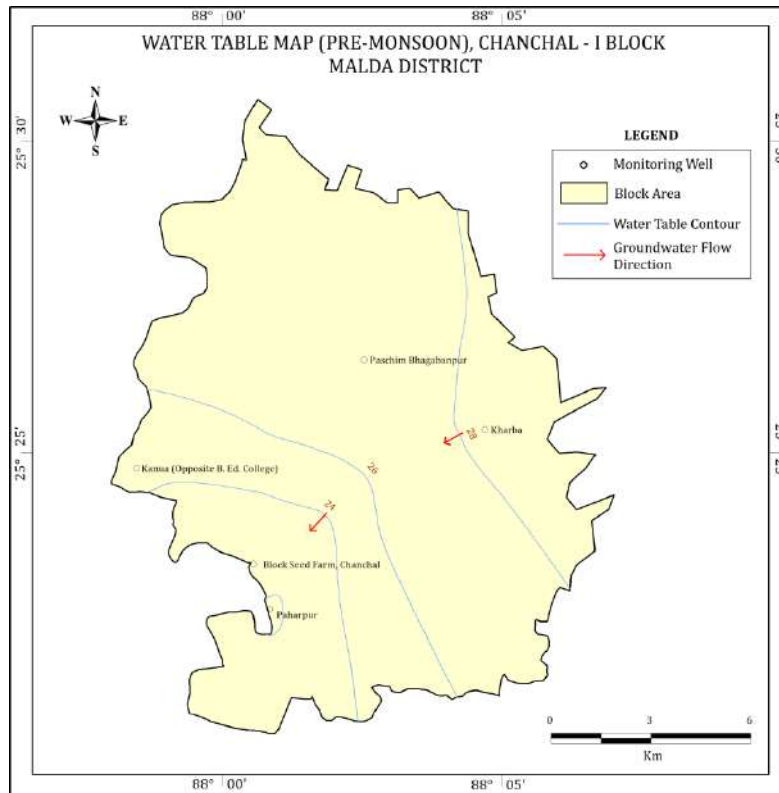 88° 00'
88° 05'
WATER TABLE MAP (PRE-MONSOON), CHANCHAL - I BLOCK
MALDA DISTRICT
N
W E
S
25° 30'
LEGEND
Monitoring Well
Block Area
Water Table Contour
Groundwater Flow
Direction
Paschim Bhagabanpur
28
Kharba
25° 25'
26
Kanua (Opposite B. Ed. College)
24
Block Seed Farm, Chanchal
Paharpur
0 3 6
Km
88° 00'
88° 05'